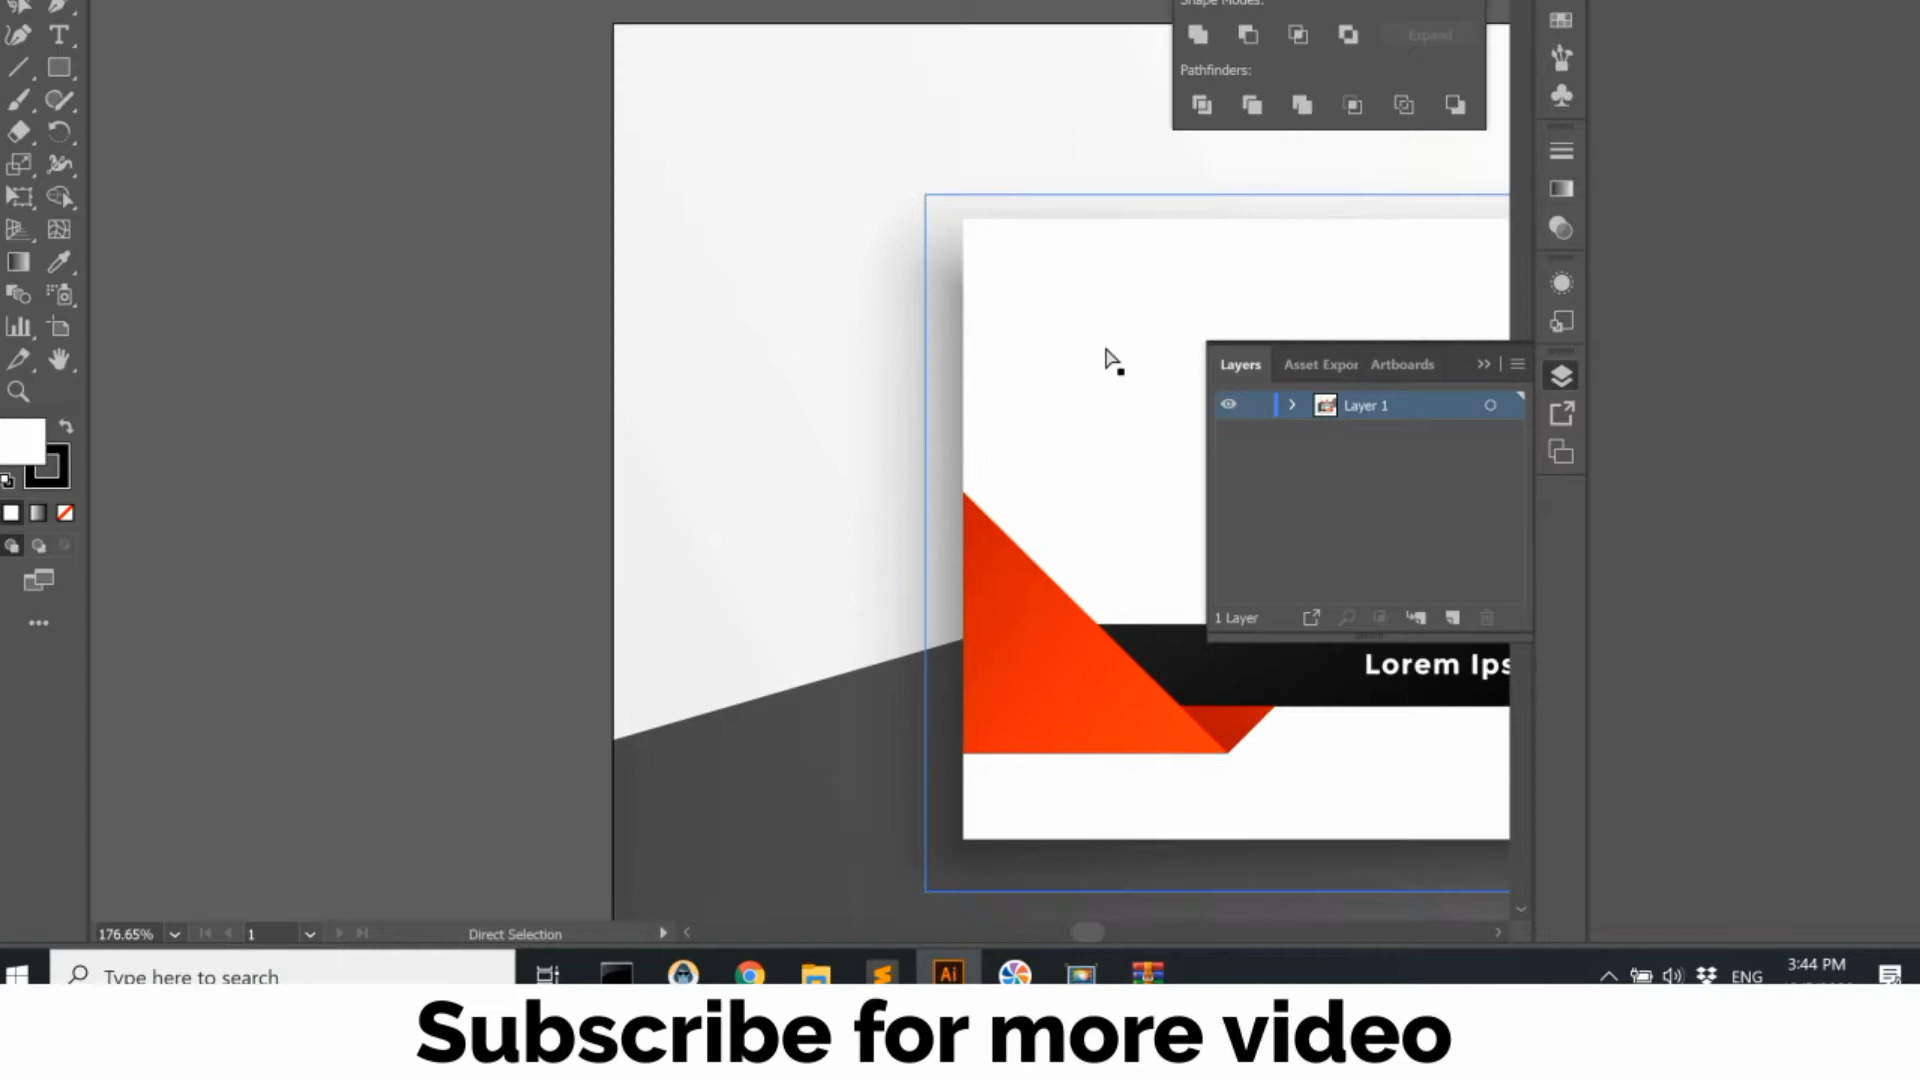 Shape Modes:
Expand
Pathfinders:
Layers
Asset Expor
Artboards
Layer 1
1 Layer
Lorem Ips
176.65%
1
Direct Selection
Type here to search
Ai
ENG
3:44 PM
Subscribe for more video